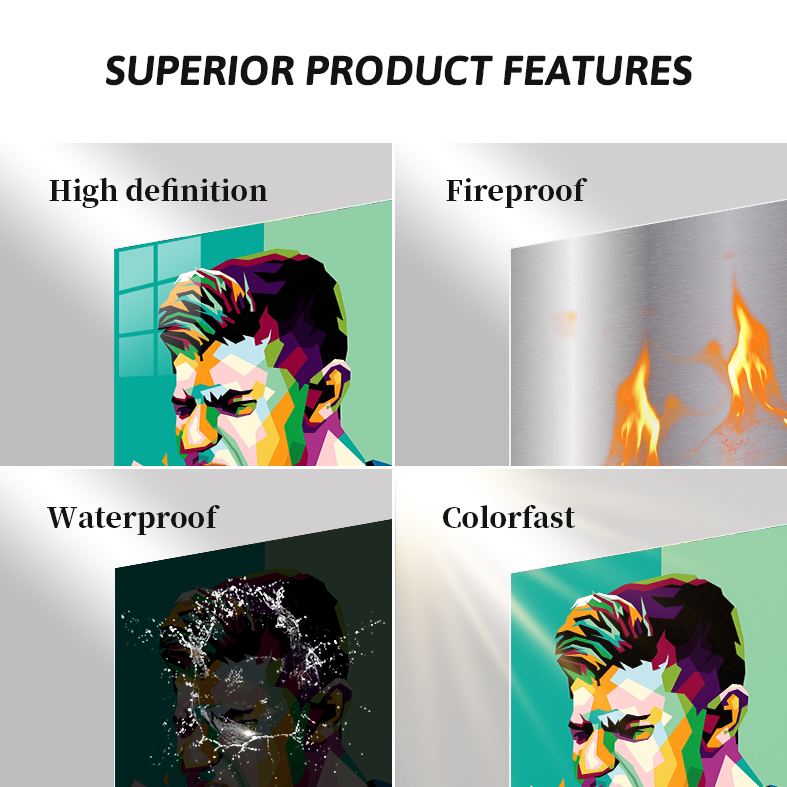 SUPERIOR PRODUCT FEATURES
High definition
Fireproof
Waterproof
Colorfast